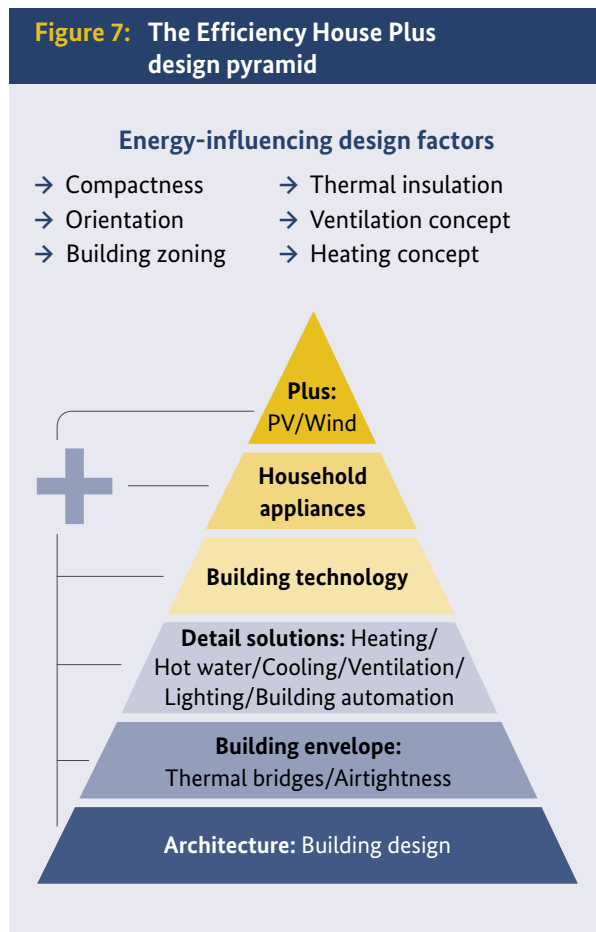 Figure 7: The Efficiency House Plus
design pyramid
Energy-influencing design factors
→ Compactness
→ Orientation
→ Building zoning
→ Thermal insulation
→ Ventilation concept
→ Heating concept
Plus:
PV/Wind
Household
appliances
Building technology
Detail solutions: Heating/
Hot water/Cooling/Ventilation/
Lighting/Building automation
Building envelope:
Thermal bridges/Airtightness
Architecture: Building design